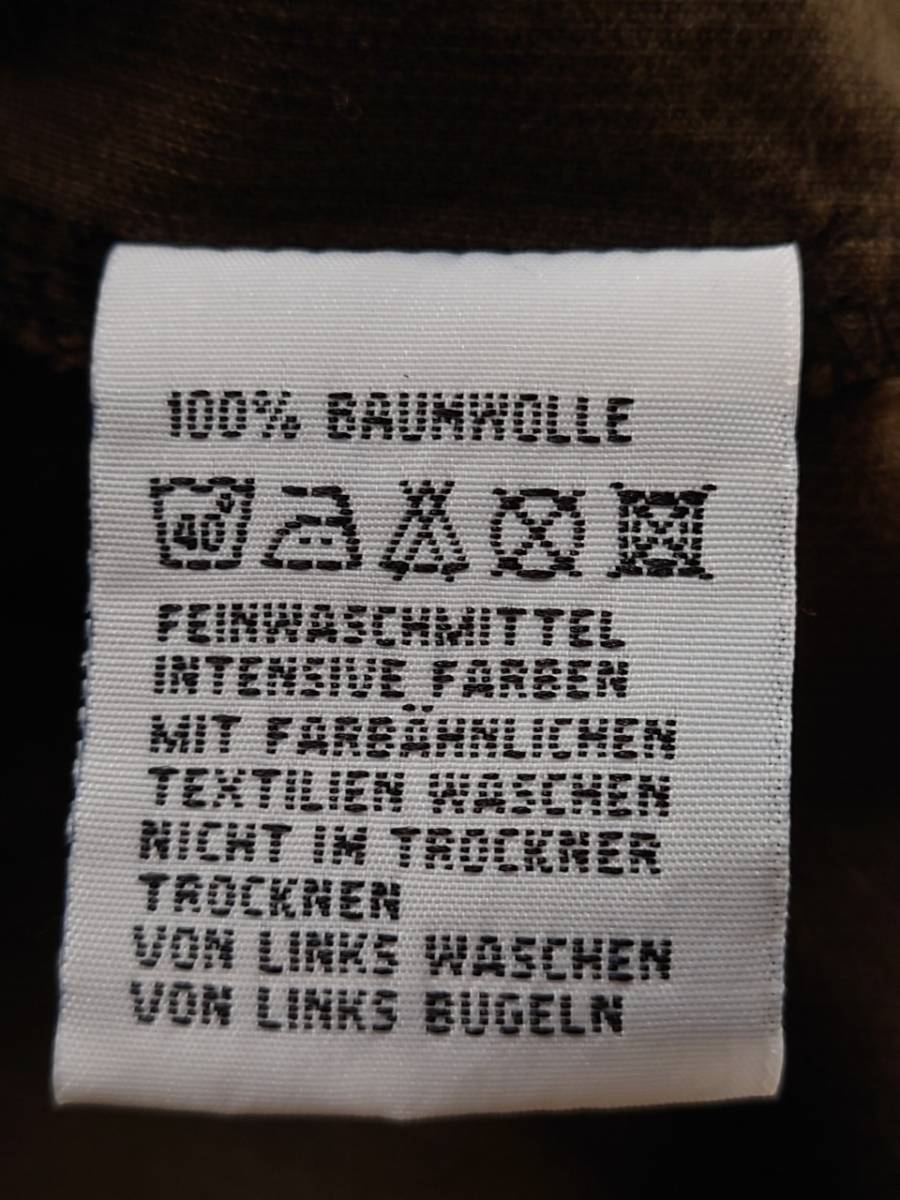 100% BAUMWOLLE
40°
FEINWASCHMITTEL
INTENSIVE FARBEN
MIT FARBÄHNLICHEN
TEXTILIEN WASCHEN
NICHT IM TROCKNER
TROCKNEN
VON LINKS WASCHEN
VON LINKS BUGELN